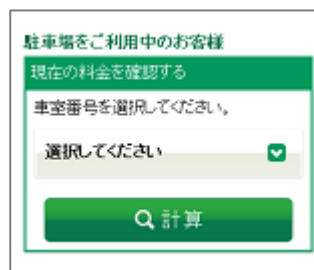 駐車場をご利用中のお客様
現在の料金を確認する
車室番号を選択してください。
選択してください
計算